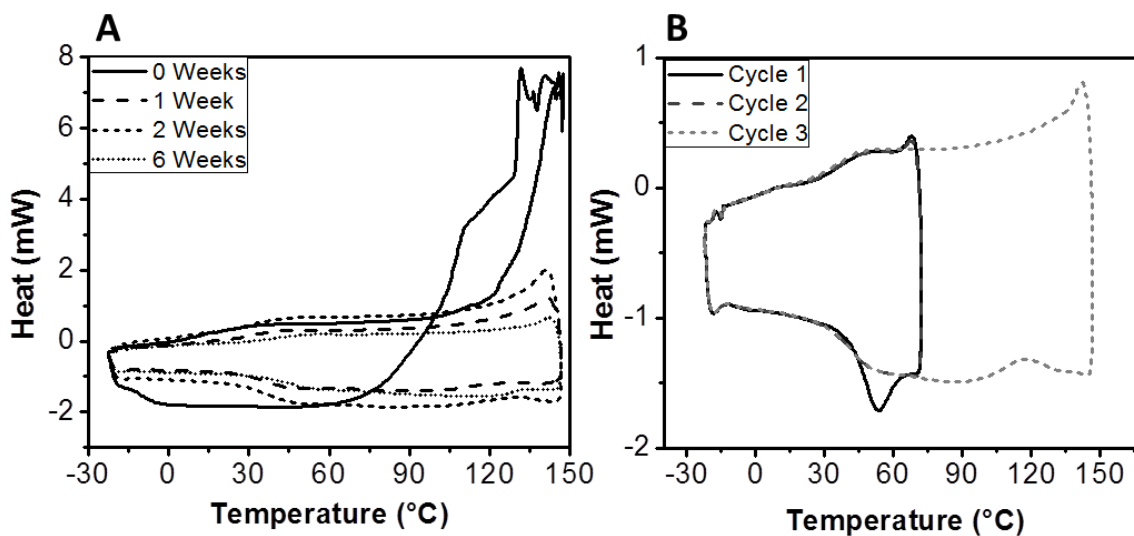 A
8
6
4
2
0
-2
0 Weeks
1 Week
2 Weeks
6 Weeks
Heat (mW)
-30
0
30
60
90
120
150
Temperature (°C)
B
1
0
-1
-2
Cycle 1
Cycle 2
Cycle 3
Heat (mW)
-30
0
30
60
90
120
150
Temperature (°C)